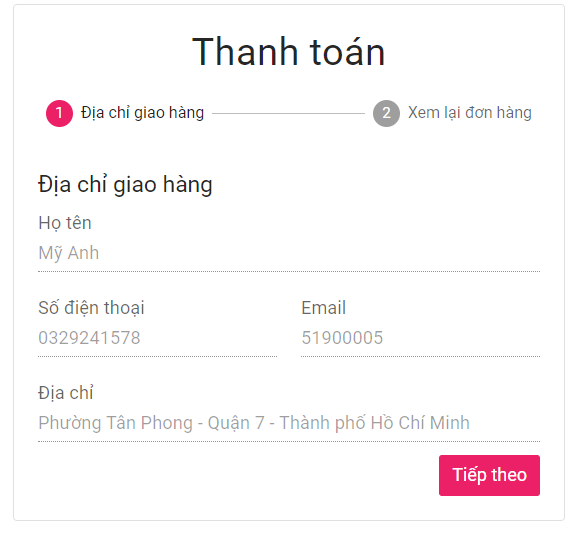 Thanh toán
1 Địa chỉ giao hàng 2 Xem lại đơn hàng
Địa chỉ giao hàng
Họ tên
Mỹ Anh
Số điện thoại Email
0329241578 51900005
Địa chỉ
Phường Tân Phong - Quận 7 - Thành phố Hồ Chí Minh
Tiếp theo